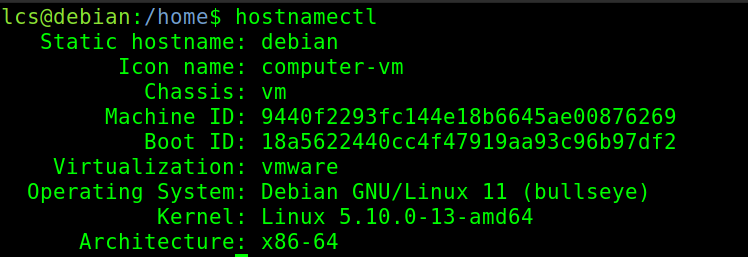 lcs@debian:/home$ hostnamectl
Static hostname: debian
Icon name: computer-vm
Chassis: vm
Machine ID: 9440f2293fc144e18b6645ae00876269
Boot ID: 18a5622440cc4f47919aa93c96b97df2
Virtualization: vmware
Operating System: Debian GNU/Linux 11 (bullseye)
Kernel: Linux 5.10.0-13-amd64
Architecture: x86-64